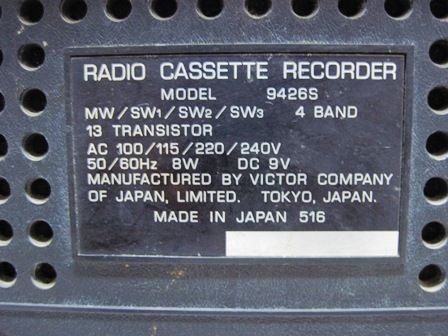 RADIO CASSETTE RECORDER
MODEL 9426S
MW/SW1/SW2/SW3 4 BAND
13 TRANSISTOR
AC 100/115/220/240V
50/60Hz 8W DC 9V
MANUFACTURED BY VICTOR COMPANY
OF JAPAN, LIMITED. TOKYO, JAPAN.
MADE IN JAPAN 516